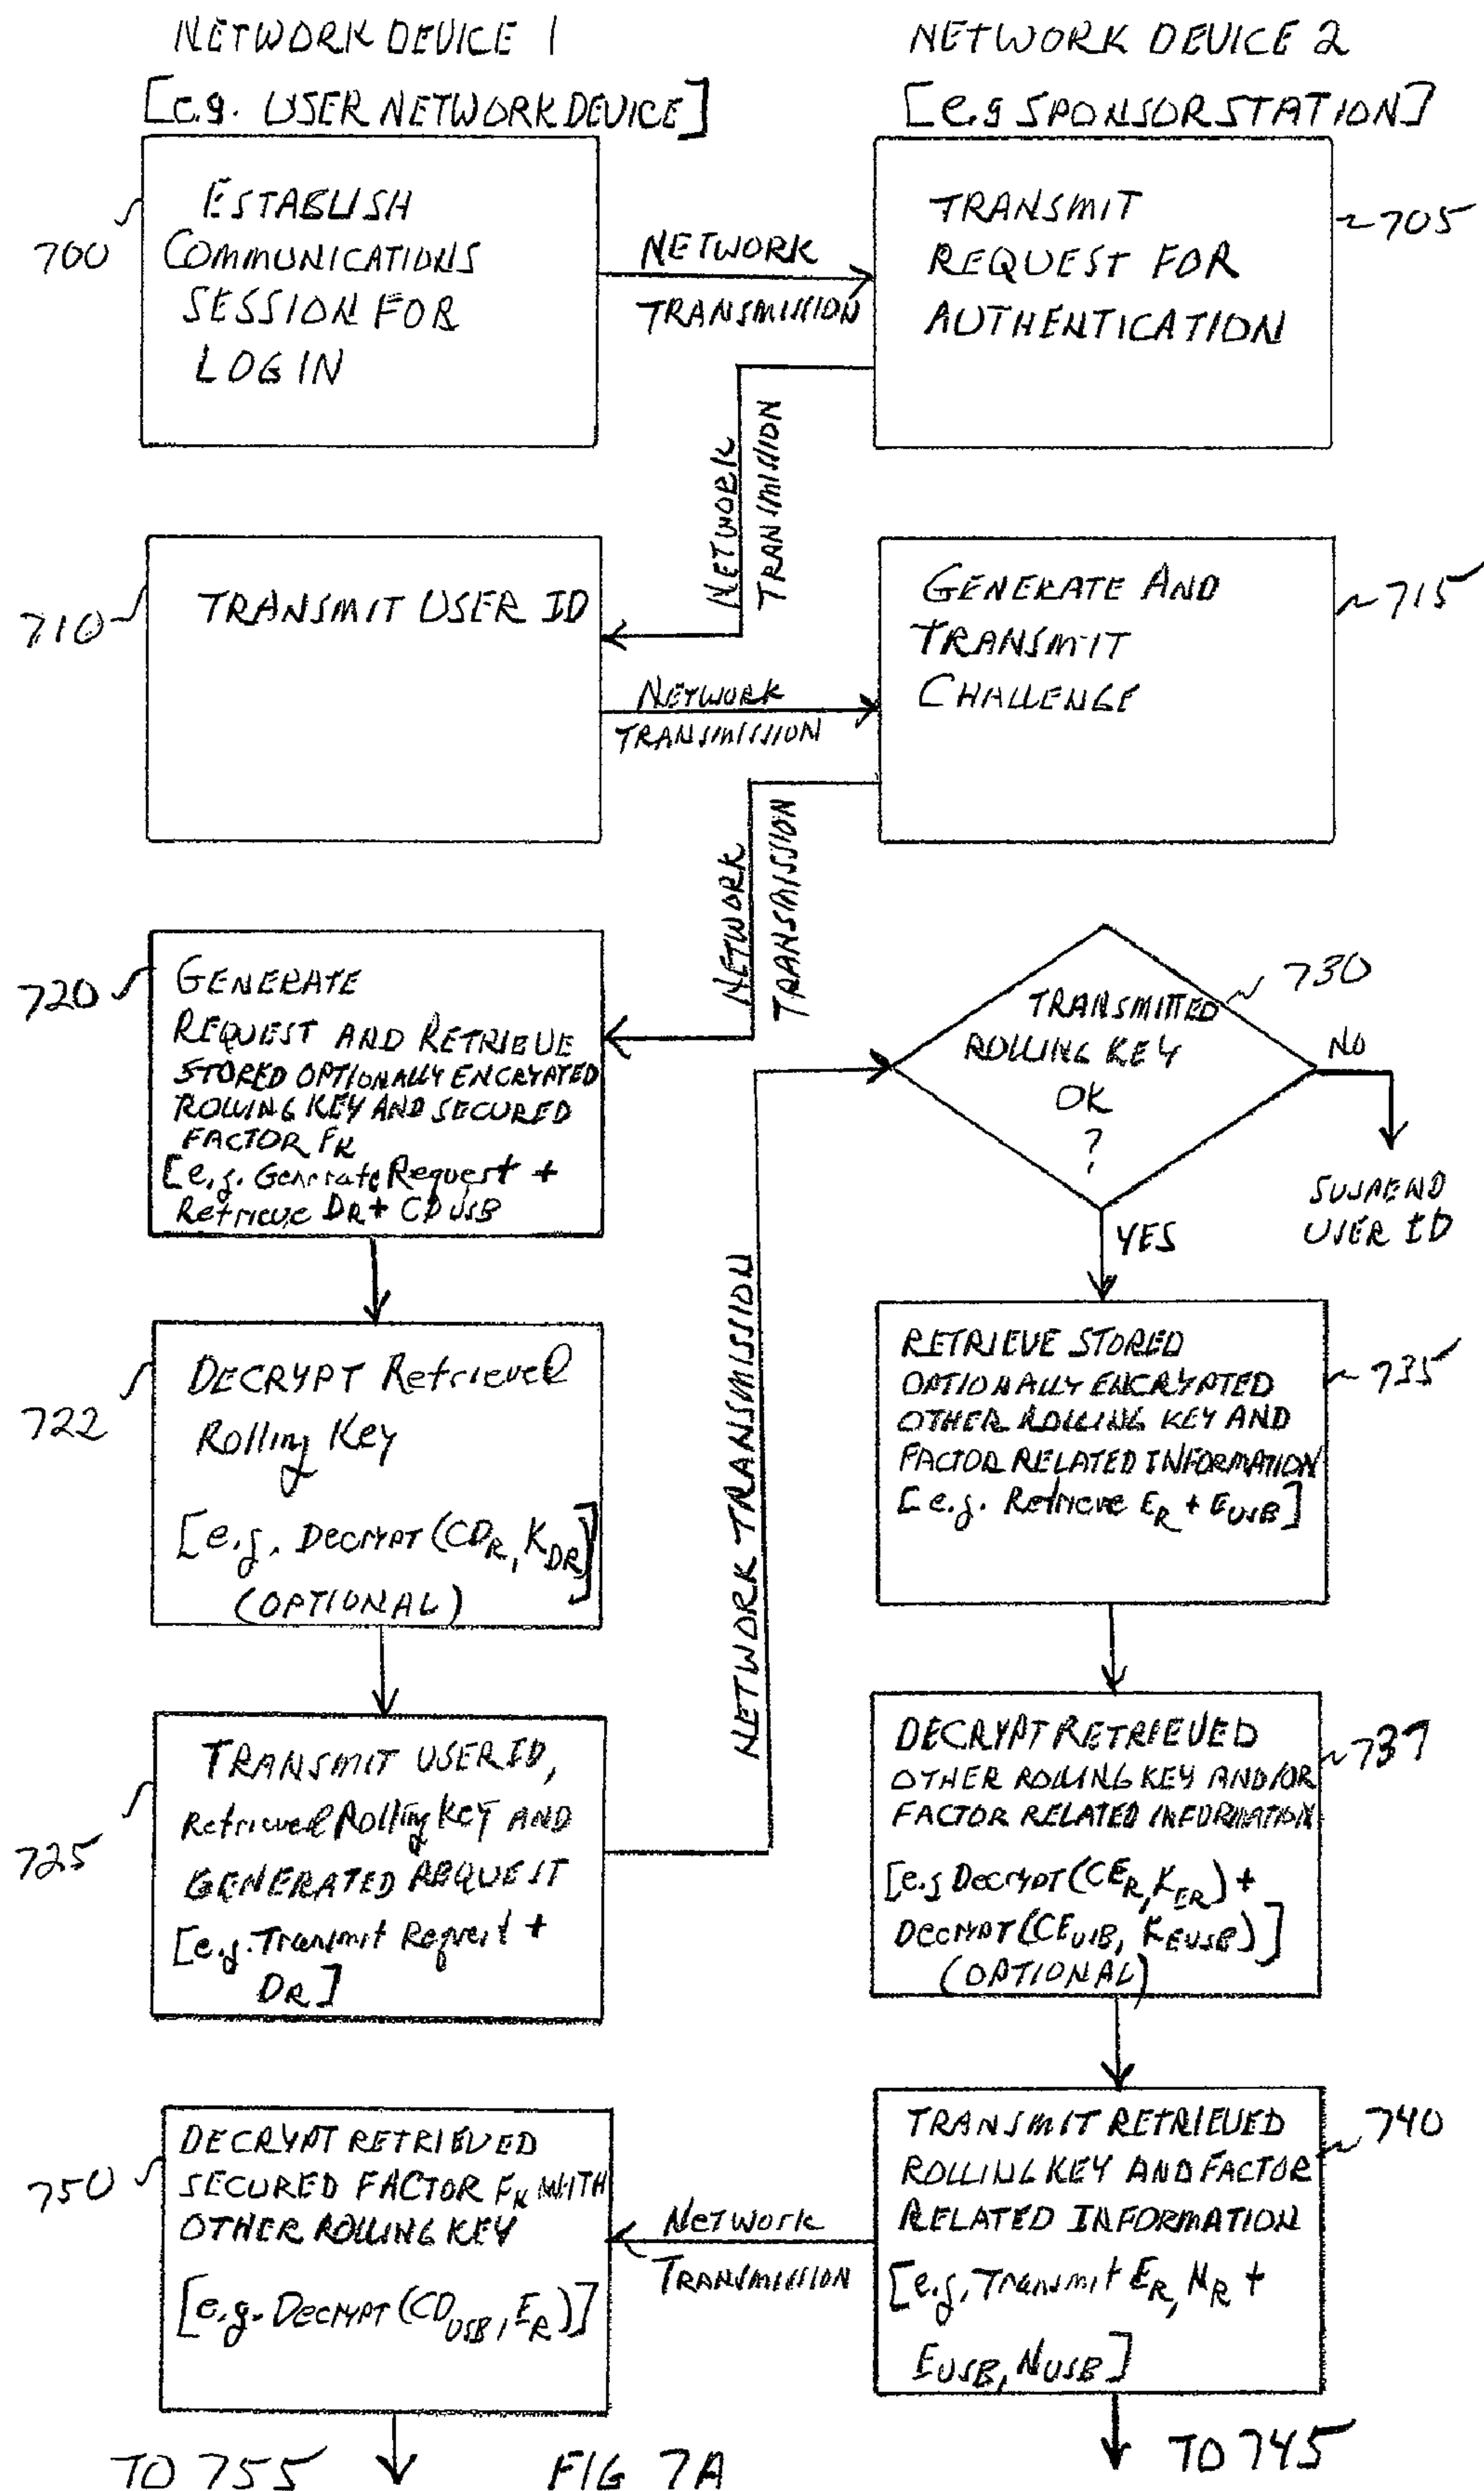 NETWORK DEVICE 1
[e.g. USER NETWORK DEVICE]
NETWORK DEVICE 2
[e.g SPONSOR STATION]
700
ESTABLISH
COMMUNICATIONS
SESSION FOR
LOGIN
NETWORK
TRANSMISSION
TRANSMIT
REQUEST FOR
AUTHENTICATION
705
NETWORK
TRANMISSION
710
TRANSMIT USER ID
NETWORK
TRANSMISSION
GENERATE AND
TRANSMIT
CHALLENGE
715
NETWORK
TRANSMISSION
720
GENERATE
REQUEST AND RETRIEVE
STORED OPTIONALLY ENCRYPTED
ROLLING KEY AND SECURED
FACTOR FK
[e.g. Generate Request +
Retrieve DR + CDUSB
730
TRANSMITTED
ROLLING KEY
OK
?
NO
SUSPEND
USER ID
YES
722
DECRYPT Retrieved
Rolling Key
[e.g. DECRYPT (CDR, KDR)]
(OPTIONAL)
NETWORK TRANSMISSION
RETRIEVE STORED
OPTIONALLY ENCRYPTED
OTHER ROLLING KEY AND
FACTOR RELATED INFORMATION
[e.g. Retrieve ER + EUSB]
735
725
TRANSMIT USER ID,
Retrieved Rolling KEY AND
GENERATED REQUEST
[e.g. Transmit Request +
DR]
DECRYPT RETRIEVED
OTHER ROLLING KEY AND/OR
FACTOR RELATED INFORMATION
[e.g Decrypt (CER, KER) +
DECRYPT (CEUSB, KEUSB)]
(OPTIONAL)
737
750
DECRYPT RETRIEVED
SECURED FACTOR FK WITH
OTHER ROLLING KEY
[e.g. DECRYPT (CDUSB, ER)]
Network
TRANSMISSION
TRANSMIT RETRIEVED
ROLLING KEY AND FACTOR
RELATED INFORMATION
[e.g. Transmit ER, NR +
EUSB, NUSB]
740
TO 755
FIG 7A
TO 745